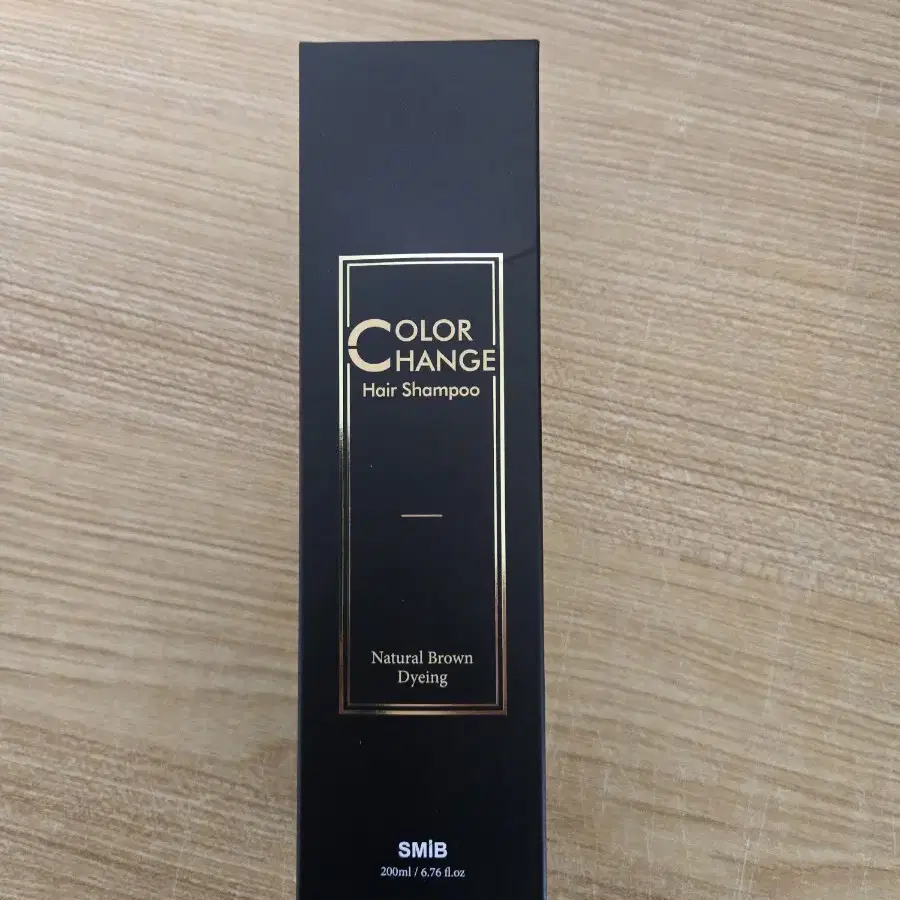 COLOR
CHANGE
Hair Shampoo
Natural Brown
Dyeing
SMiB
200ml / 6.76 fl.oz